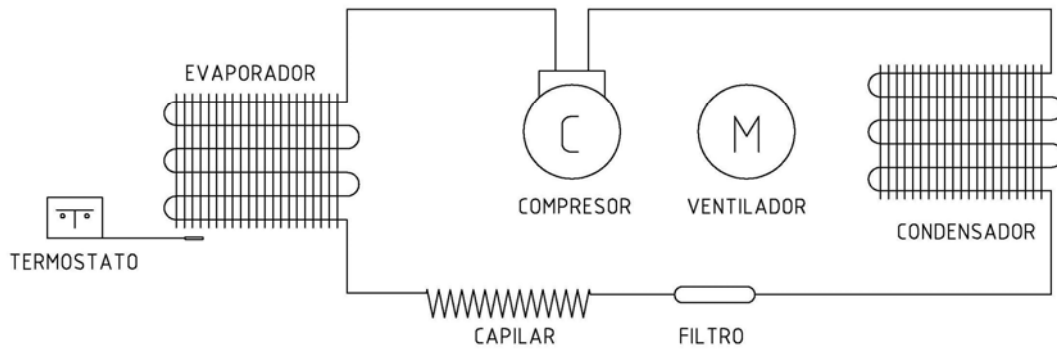 EVAPORADOR
C
M
COMPRESOR
VENTILADOR
CONDENSADOR
TERMOSTATO
CAPILAR
FILTRO